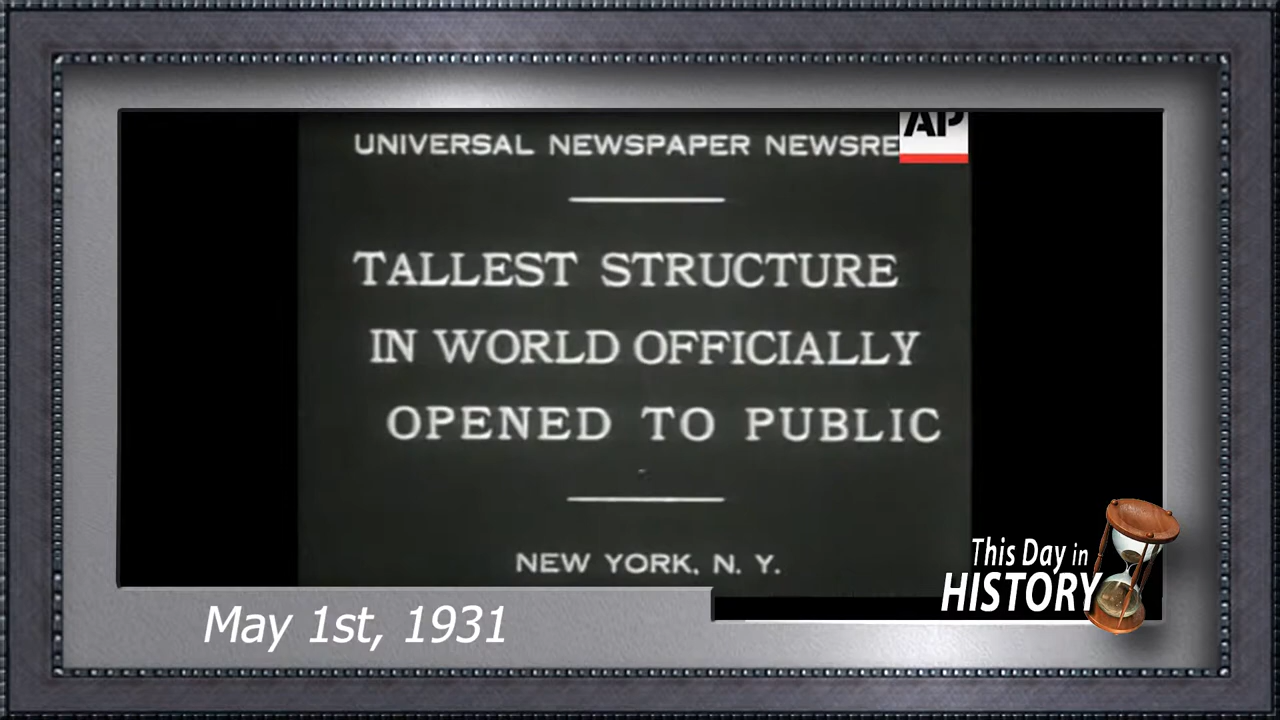 UNIVERSAL NEWSPAPER NEWSRE
AP
TALLEST STRUCTURE
IN WORLD OFFICIALLY
OPENED TO PUBLIC
NEW YORK, N. Y.
This Day in
HISTORY
May 1st, 1931